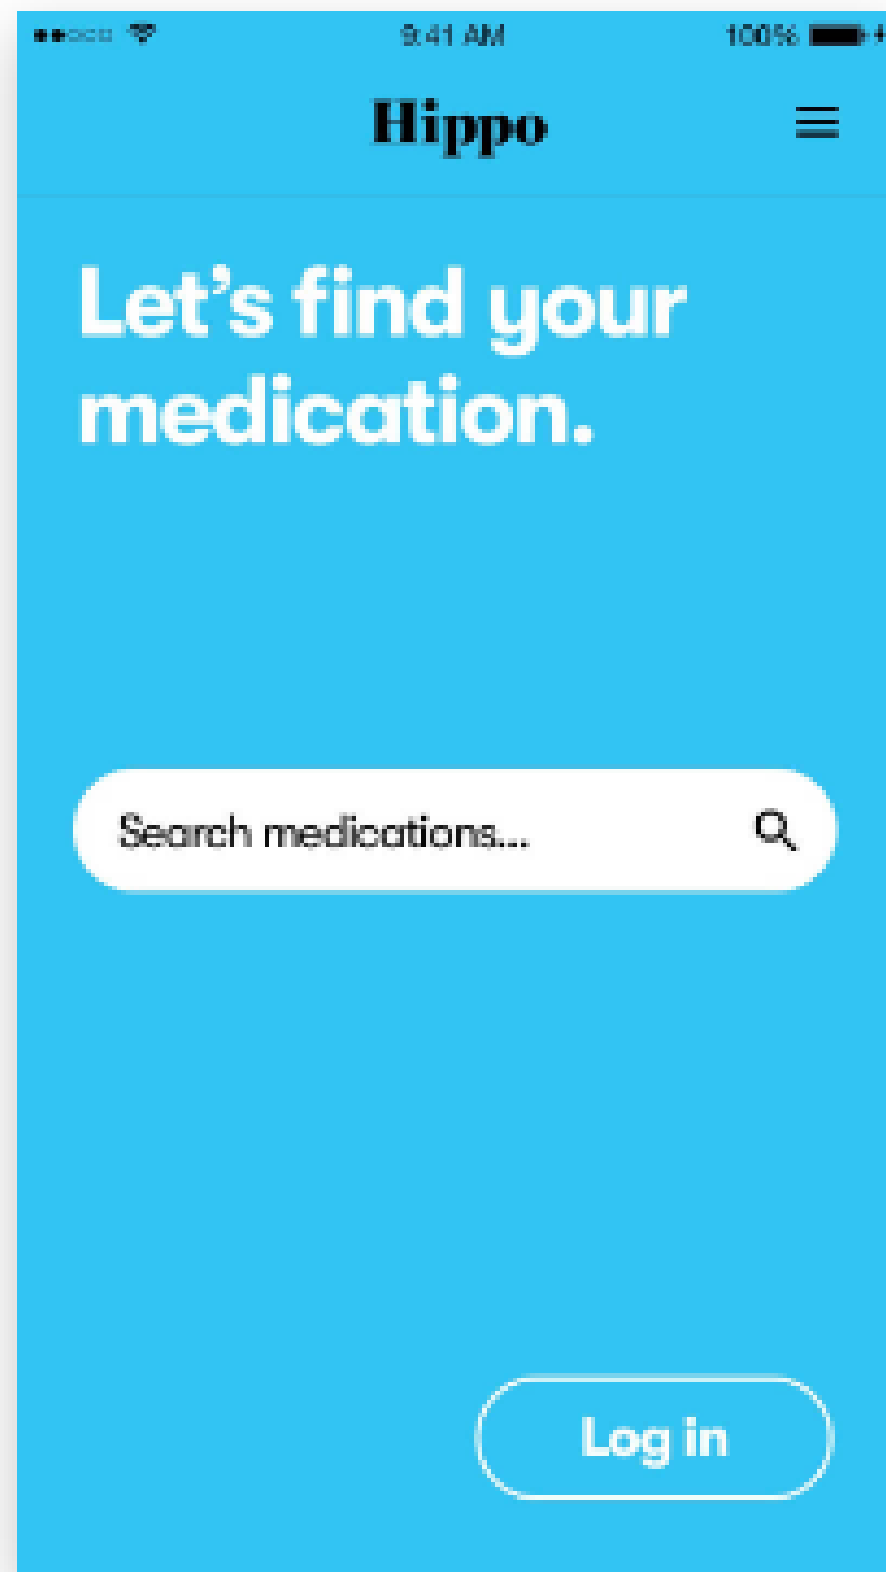 9:41 AM 100%
Hippo
Let’s find your
medication.
Search medications...
Log in